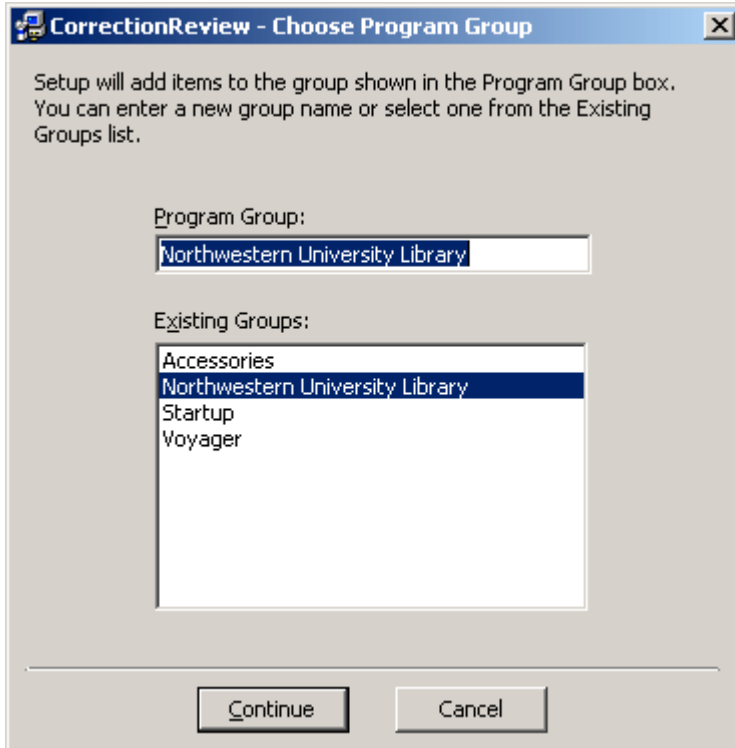 CorrectionReview - Choose Program Group
Setup will add items to the group shown in the Program Group box.
You can enter a new group name or select one from the Existing
Groups list.
Program Group:
Northwestern University Library
Existing Groups:
Accessories
Northwestern University Library
Startup
Voyager
Continue
Cancel